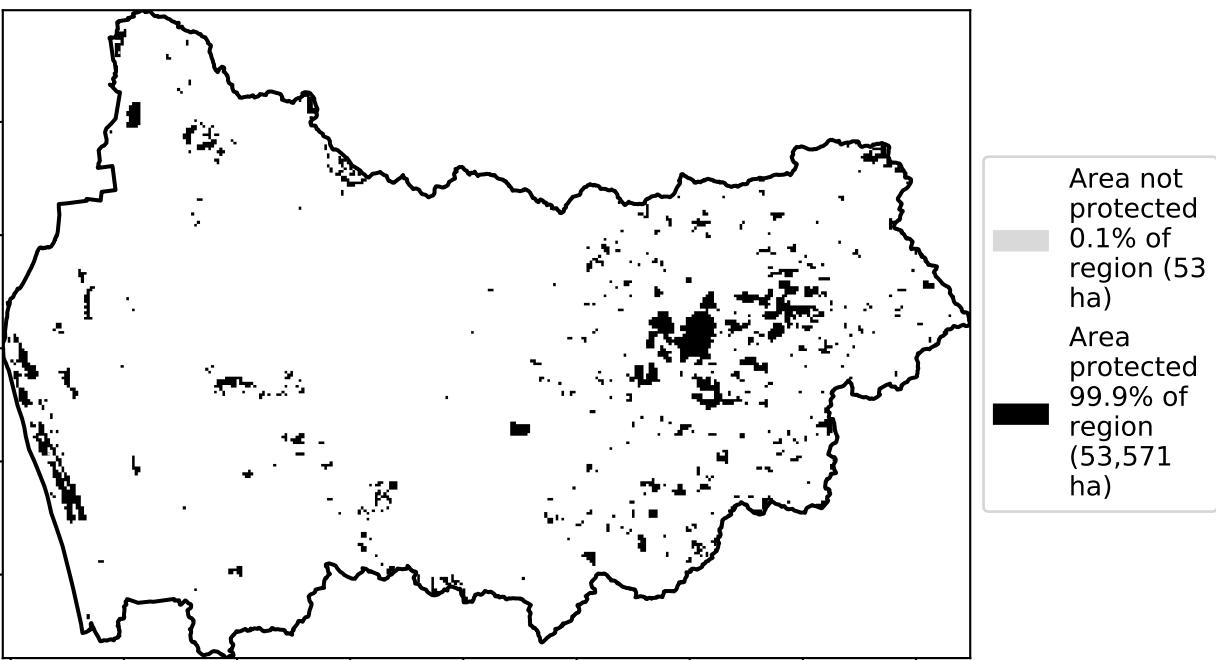 Area not
protected
0.1% of
region (53
ha)
Area
protected
99.9% of
region
(53,571
ha)